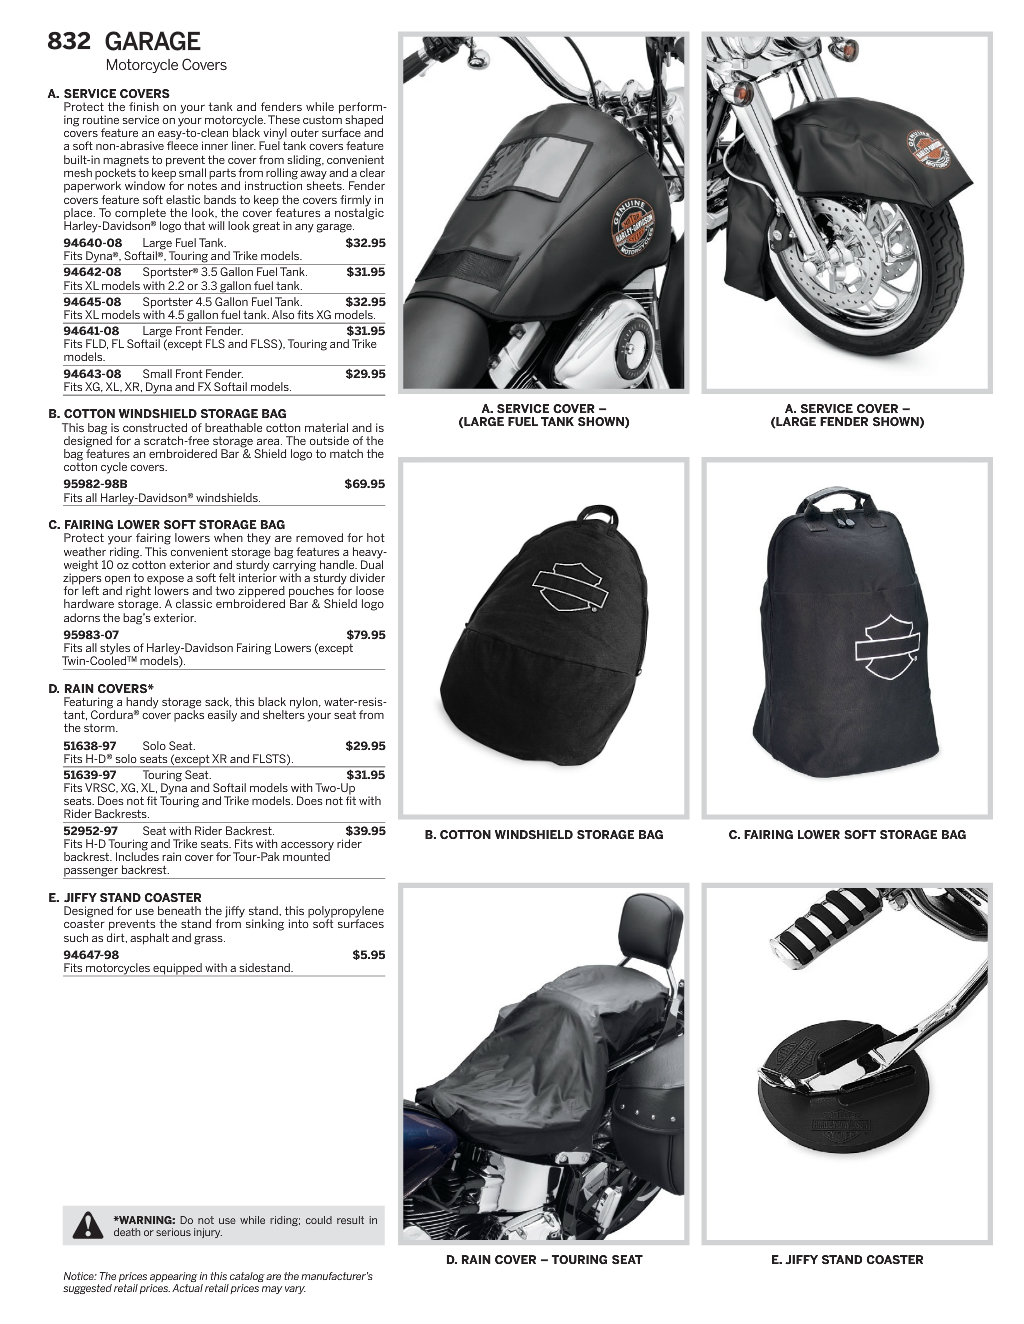 832 GARAGE
Motorcycle Covers
A. SERVICE COVERS
Protect the finish on your tank and fenders while perform-
ing routine service on your motorcycle. These custom shaped
covers feature an easy-to-clean black vinyl outer surface and
a soft non-abrasive fleece inner liner. Fuel tank covers feature
built-in magnets to prevent the cover from sliding, convenient
mesh pockets to keep small parts from rolling away and a clear
paperwork window for notes and instruction sheets. Fender
covers feature soft elastic bands to keep the covers firmly in
place. To complete the look, the cover features a nostalgic
Harley-Davidson® logo that will look great in any garage.
94640-08 Large Fuel Tank. $32.95
Fits Dyna®, Softail®, Touring and Trike models.
94642-08 Sportster® 3.5 Gallon Fuel Tank. $31.95
Fits XL models with 2.2 or 3.3 gallon fuel tank.
94645-08 Sportster 4.5 Gallon Fuel Tank. $32.95
Fits XL models with 4.5 gallon fuel tank. Also fits XG models.
94641-08 Large Front Fender. $31.95
Fits FLD, FL Softail (except FLS and FLSS), Touring and Trike
models.
94643-08 Small Front Fender. $29.95
Fits XG, XL, XR, Dyna and FX Softail models.
B. COTTON WINDSHIELD STORAGE BAG
This bag is constructed of breathable cotton material and is
designed for a scratch-free storage area. The outside of the
bag features an embroidered Bar & Shield logo to match the
cotton cycle covers.
95982-98B $69.95
Fits all Harley-Davidson® windshields.
C. FAIRING LOWER SOFT STORAGE BAG
Protect your fairing lowers when they are removed for hot
weather riding. This convenient storage bag features a heavy-
weight 10 oz cotton exterior and sturdy carrying handle. Dual
zippers open to expose a soft felt interior with a sturdy divider
for left and right lowers and two zippered pouches for loose
hardware storage. A classic embroidered Bar & Shield logo
adorns the bag's exterior.
95983-07 $79.95
Fits all styles of Harley-Davidson Fairing Lowers (except
Twin-Cooled™ models).
D. RAIN COVERS*
Featuring a handy storage sack, this black nylon, water-resis-
tant, Cordura® cover packs easily and shelters your seat from
the storm.
51638-97 Solo Seat. $29.95
Fits H-D® solo seats (except XR and FLSTS).
51639-97 Touring Seat. $31.95
Fits VRSC, XG, XL, Dyna and Softail models with Two-Up
seats. Does not fit Touring and Trike models. Does not fit with
Rider Backrests.
52952-97 Seat with Rider Backrest. $39.95
Fits H-D Touring and Trike seats. Fits with accessory rider
backrest. Includes rain cover for Tour-Pak mounted
passenger backrest.
E. JIFFY STAND COASTER
Designed for use beneath the jiffy stand, this polypropylene
coaster prevents the stand from sinking into soft surfaces
such as dirt, asphalt and grass.
94647-98 $5.95
Fits motorcycles equipped with a sidestand.
*WARNING: Do not use while riding; could result in
death or serious injury.
Notice: The prices appearing in this catalog are the manufacturer's
suggested retail prices. Actual retail prices may vary.
GENUINE
HARLEY-DAVIDSON
MOTORCYCLES
A. SERVICE COVER –
(LARGE FUEL TANK SHOWN)
GENUINE
HARLEY-DAVIDSON
MOTORCYCLES
A. SERVICE COVER –
(LARGE FENDER SHOWN)
B. COTTON WINDSHIELD STORAGE BAG
C. FAIRING LOWER SOFT STORAGE BAG
D. RAIN COVER – TOURING SEAT
HARLEY-DAVIDSON
E. JIFFY STAND COASTER